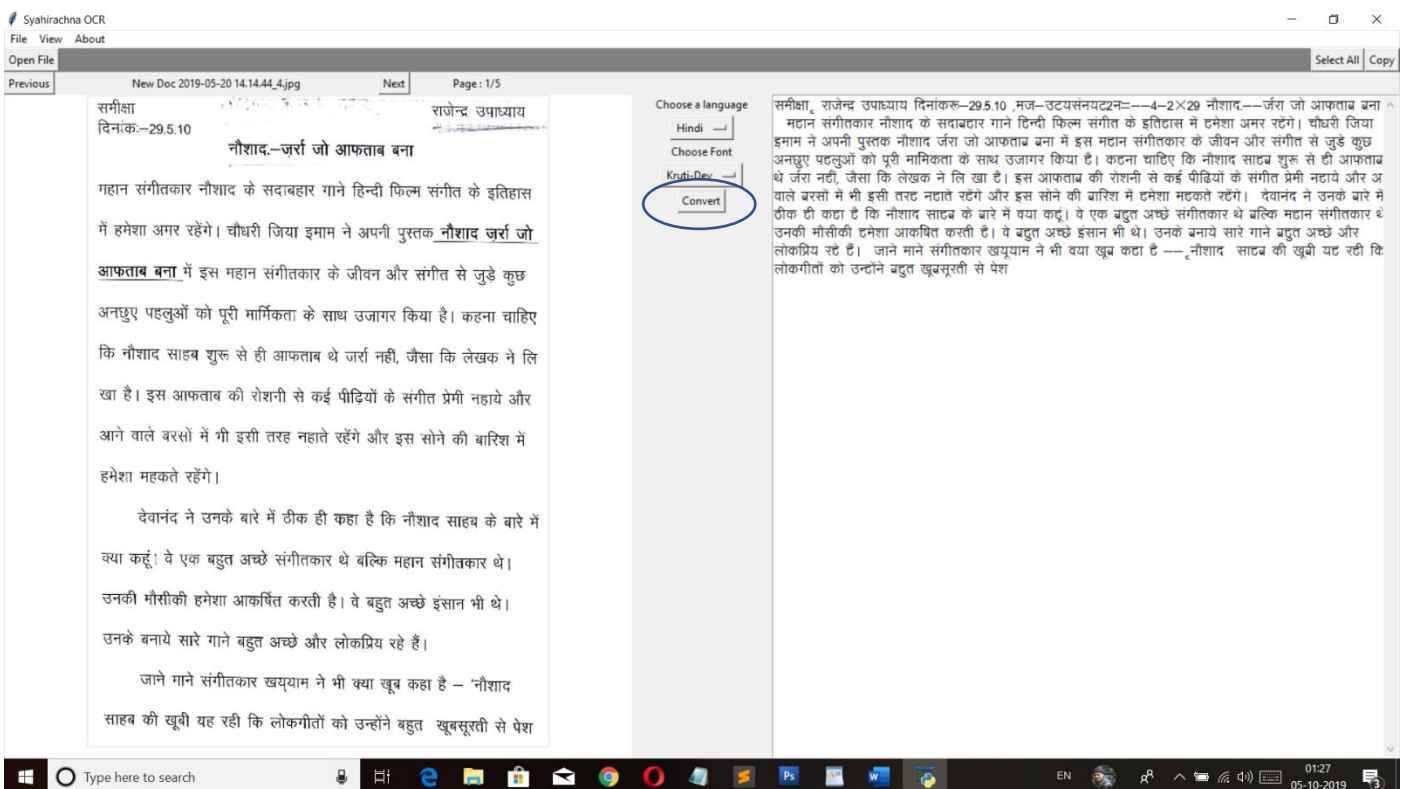 Syahirachna OCR
File View About
Open File
Select All Copy
Previous New Doc 2019-05-20 14.14.44_4.jpg Next Page : 1/5
समीक्षा राजेन्द्र उपाध्याय
दिनांक:—29.5.10
नौशाद.—ज़र्रा जो आफताब बना
महान संगीतकार नौशाद के सदाबहार गाने हिन्दी फिल्म संगीत के इतिहास
में हमेशा अमर रहेंगे। चौधरी जिया इमाम ने अपनी पुस्तक नौशाद ज़र्रा जो
आफताब बना में इस महान संगीतकार के जीवन और संगीत से जुड़े कुछ
अनछुए पहलुओं को पूरी मार्मिकता के साथ उजागर किया है। कहना चाहिए
कि नौशाद साहब शुरू से ही आफताब थे जर्रा नहीं, जैसा कि लेखक ने लि
खा है। इस आफताब की रोशनी से कई पीढ़ियों के संगीत प्रेमी नहाये और
आने वाले बरसों में भी इसी तरह नहाते रहेंगे और इस सोने की बारिश में
हमेशा महकते रहेंगे।
देवानंद ने उनके बारे में ठीक ही कहा है कि नौशाद साहब के बारे में
क्या कहूं। वे एक बहुत अच्छे संगीतकार थे बल्कि महान संगीतकार थे।
उनकी मौसीकी हमेशा आकर्षित करती है। वे बहुत अच्छे इंसान भी थे।
उनके बनाये सारे गाने बहुत अच्छे और लोकप्रिय रहे हैं।
जाने माने संगीतकार खय्याम ने भी क्या खूब कहा है – 'नौशाद
साहब की खूबी यह रही कि लोकगीतों को उन्होंने बहुत खूबसूरती से पेश
Choose a language
Hindi
Choose Font
Kruti-Dev
Convert
समीक्षा॒ राजेन्द्र उपाध्याय दिनांकरू—29.5.10 ,मज—उटयसंनयट2न=——4—2×29 नौशाद.——र्जरा जो आफताब बना
महान संगीतकार नौशाद के सदाबहार गाने हिन्दी फिल्म संगीत के इतिहास में हमेशा अमर रहेंगे। चौधरी जिया
इमाम ने अपनी पुस्तक नौशाद र्जरा जो आफताब बना में इस महान संगीतकार के जीवन और संगीत से जुडे कुछ
अनछुए पहलुओं को पूरी मामिकता के साथ उजागर किया है। कहना चाहिए कि नौशाद साहब शुरू से ही आफताब
थे र्जरा नहीं, जैसा कि लेखक ने लि खा है। इस आफताब की रोशनी से कई पीढियों के संगीत प्रेमी नहाये और अ
वाले बरसों में भी इसी तरह नहाते रहेंगे और इस सोने की बारिश में हमेशा महकते रहेंगे। देवानंद ने उनके बारे में
ठीक ही कहा है कि नौशाद साहब के बारे में वया कहूं। वे एक बहुत अच्छे संगीतकार थे बल्कि महान संगीतकार थे
उनकी मौसीकी हमेशा आकषित करती है। वे बहुत अच्छे इंसान भी थे। उनके बनाये सारे गाने बहुत अच्छे और
लोकप्रिय रहे हैं। जाने माने संगीतकार खयूयाम ने भी वया खूब कहा है ——॒नौशाद साहब की खूबी यह रही कि
लोकगीतों को उन्होंने बहुत खूबसूरती से पेश
Type here to search
EN
01:27
05-10-2019